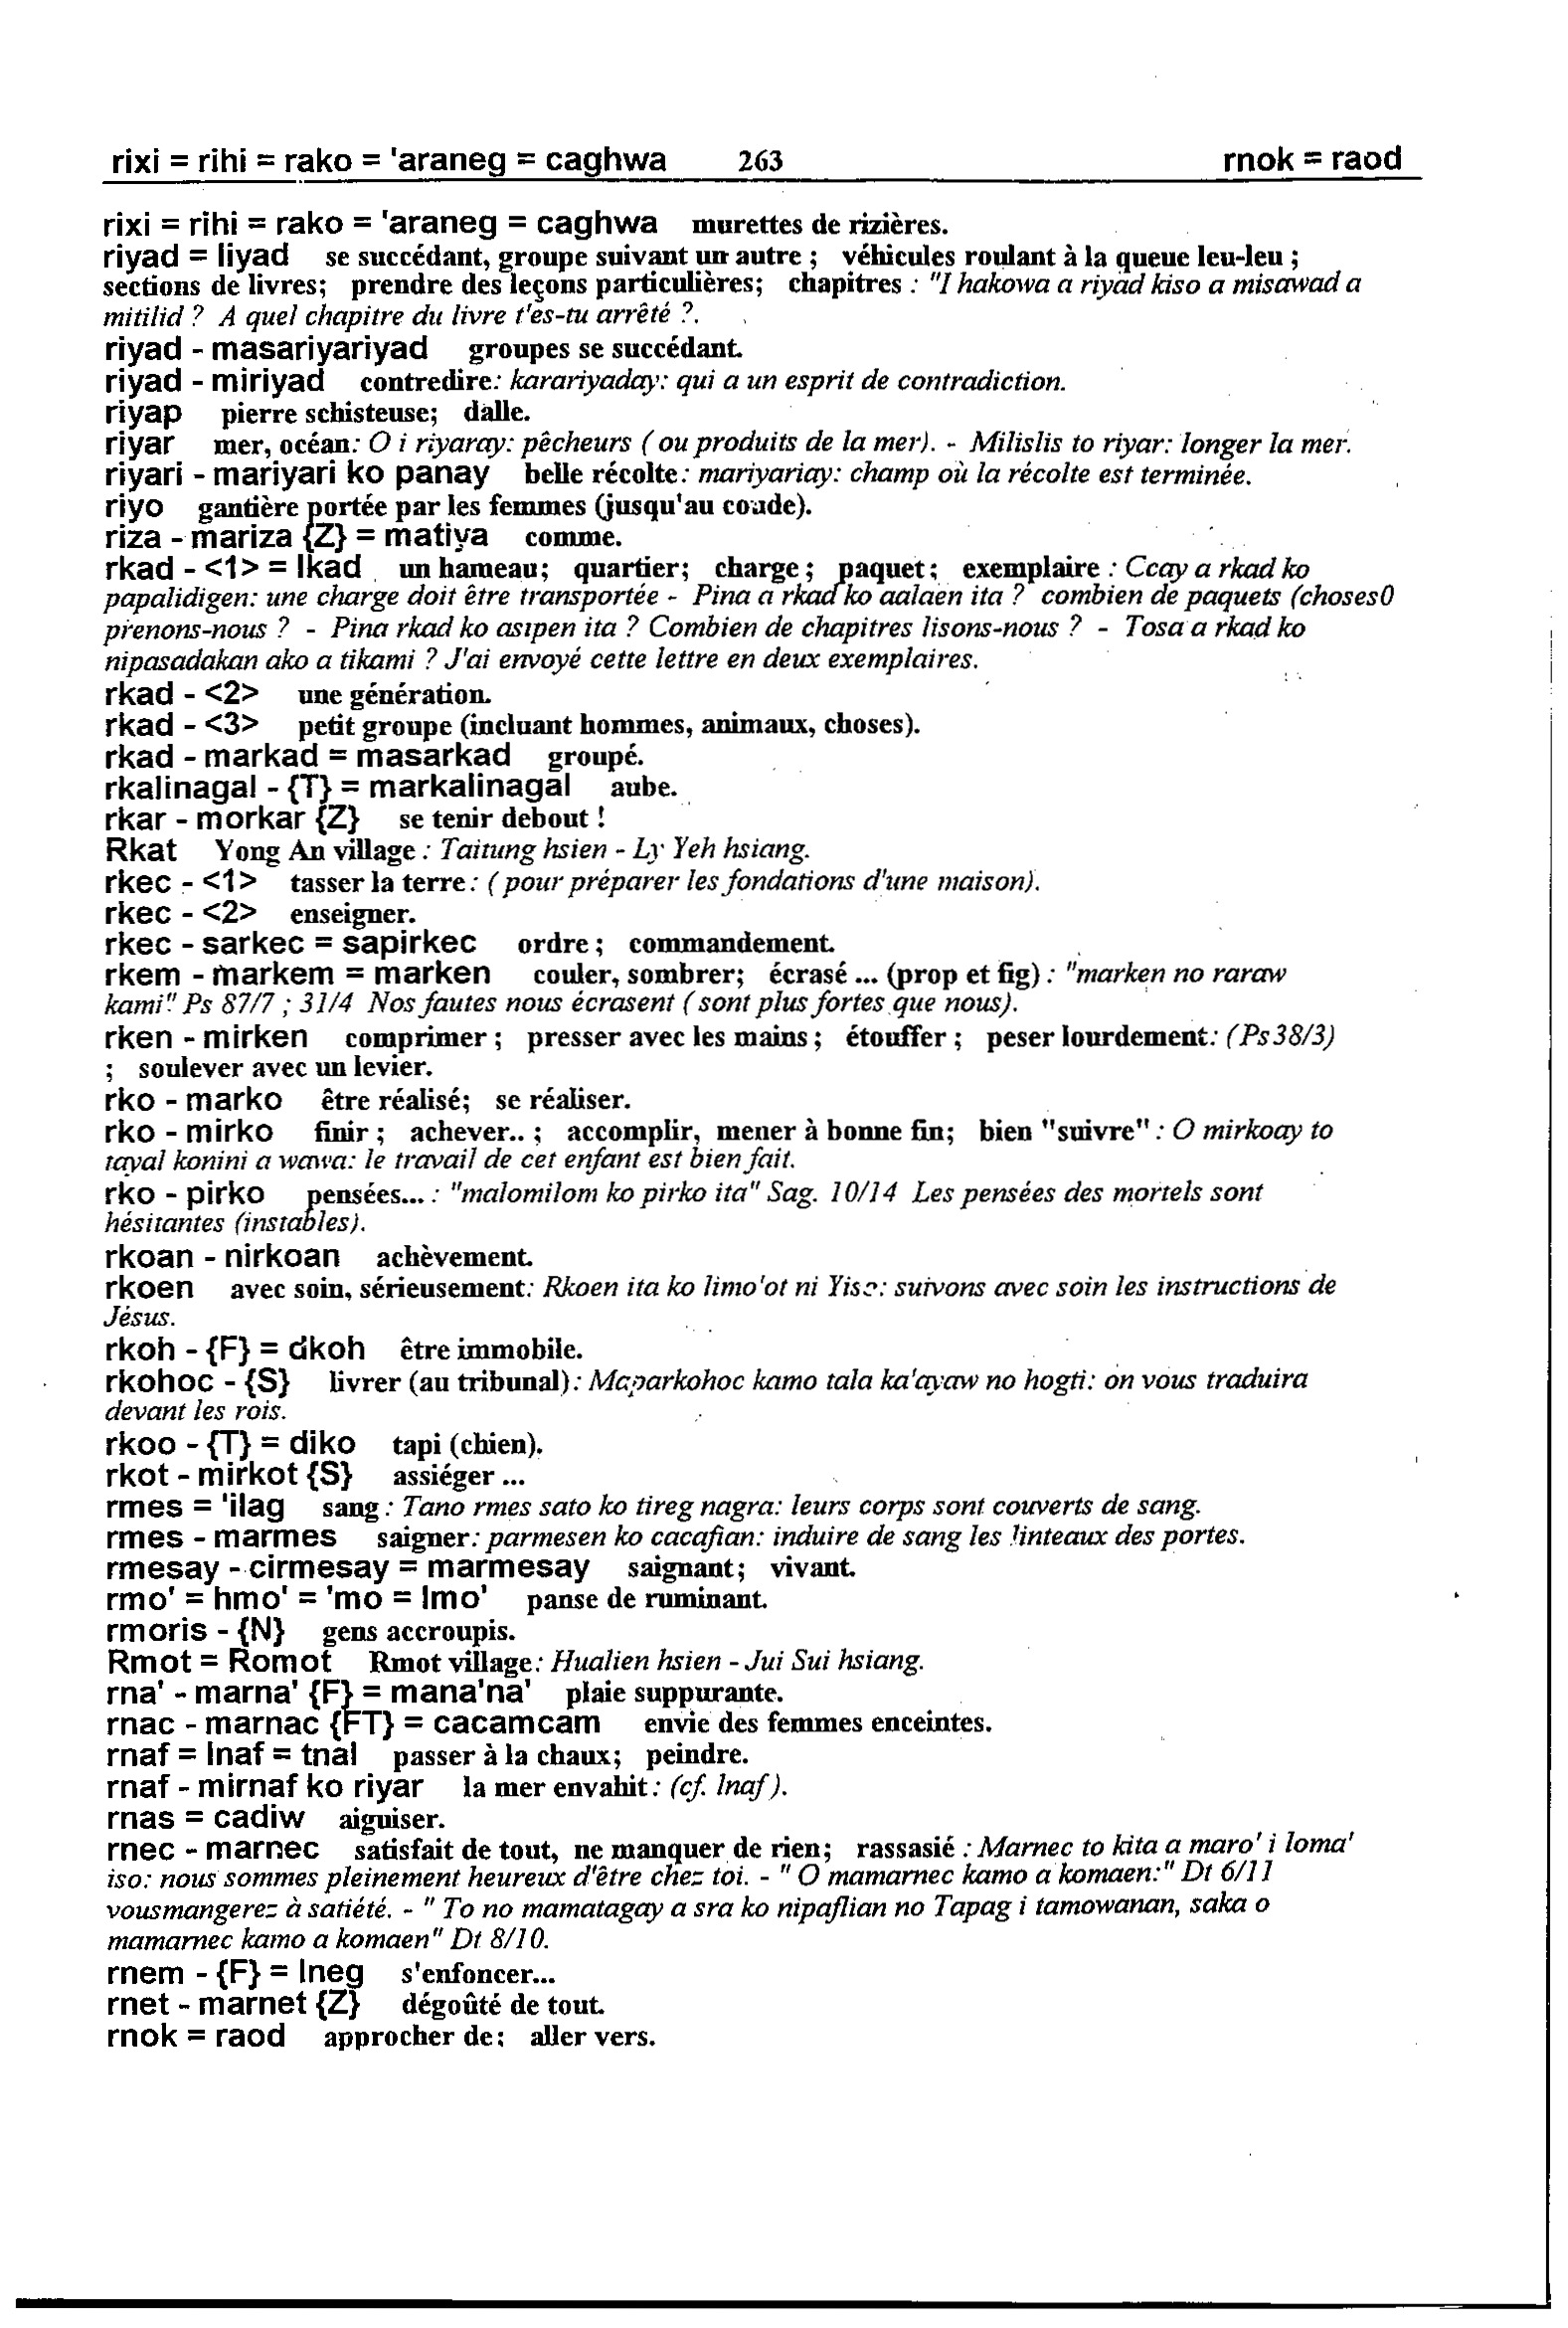 rixi = rihi = rako = 'araneg = caghwa 263 rnok = raod
rixi = rihi = rako = 'araneg = caghwa murettes de rizières.
riyad = liyad se succédant, groupe suivant un autre ; véhicules roulant à la queue leu-leu ;
sections de livres; prendre des leçons particulières; chapitres : "I hakowa a riyad kiso a misawad a
mitilid ? A quel chapitre du livre t'es-tu arrêté ?.
riyad - masariyariyad groupes se succédant.
riyad - miriyad contredire: karariyaday: qui a un esprit de contradiction.
riyap pierre schisteuse; dalle.
riyar mer, océan: O i riyaray: pêcheurs ( ou produits de la mer). - Milislis to riyar: longer la mer.
riyari - mariyari ko panay belle récolte: mariyariay: champ où la récolte est terminée.
riyo gantière portée par les femmes (jusqu'au coude).
riza - mariza {Z} = matiya comme.
rkad - <1> = lkad un hameau; quartier; charge ; paquet ; exemplaire : Ccay a rkad ko
papalidigen: une charge doit être transportée - Pina a rkad ko aalaen ita ? combien de paquets (choses0
prenons-nous ? - Pina rkad ko asipen ita ? Combien de chapitres lisons-nous ? - Tosa a rkad ko
nipasadakan ako a tikami ? J'ai envoyé cette lettre en deux exemplaires.
rkad - <2> une génération.
rkad - <3> petit groupe (incluant hommes, animaux, choses).
rkad - markad = masarkad groupé.
rkalinagal - {T} = markalinagal aube.
rkar - morkar {Z} se tenir debout !
Rkat Yong An village : Taitung hsien - Ly Yeh hsiang.
rkec - <1> tasser la terre : ( pour préparer les fondations d'une maison).
rkec - <2> enseigner.
rkec - sarkec = sapirkec ordre ; commandement.
rkem - markem = marken couler, sombrer; écrasé ... (prop et fig) : "marken no raraw
kami" Ps 87/7 ; 31/4 Nos fautes nous écrasent ( sont plus fortes que nous).
rken - mirken comprimer ; presser avec les mains ; étouffer ; peser lourdement: (Ps38/3)
; soulever avec un levier.
rko - marko être réalisé; se réaliser.
rko - mirko finir ; achever.. ; accomplir, mener à bonne fin; bien "suivre" : O mirkoay to
tayal konini a wawa: le travail de cet enfant est bien fait.
rko - pirko pensées... : "malomilom ko pirko ita" Sag. 10/14 Les pensées des mortels sont
hésitantes (instables).
rkoan - nirkoan achèvement.
rkoen avec soin, sérieusement: Rkoen ita ko limo'ot ni Yiso: suivons avec soin les instructions de
Jésus.
rkoh - {F} = dkoh être immobile.
rkohoc - {S} livrer (au tribunal) : Maparkohoc kamo tala ka'ayaw no hogti: on vous traduira
devant les rois.
rkoo - {T} = diko tapi (chien).
rkot - mirkot {S} assiéger ...
rmes = 'ilag sang : Tano rmes sato ko tireg nagra: leurs corps sont couverts de sang.
rmes - marmes saigner: parmesen ko cacafian: induire de sang les linteaux des portes.
rmesay - cirmesay = marmesay saignant; vivant.
rmo' = hmo' = 'mo = lmo' panse de ruminant.
rmoris - {N} gens accroupis.
Rmot = Romot Rmot village: Hualien hsien - Jui Sui hsiang.
rna' - marna' {F} = mana'na' plaie suppurante.
rnac - marnac {FT} = cacamcam envie des femmes enceintes.
rnaf = lnaf = tnal passer à la chaux; peindre.
rnaf - mirnaf ko riyar la mer envahit : (cf. lnaf).
rnas = cadiw aiguiser.
rnec - marnec satisfait de tout, ne manquer de rien; rassasié : Marnec to kita a maro' i loma'
iso: nous sommes pleinement heureux d'être chez toi. - " O mamarnec kamo a komaen:" Dt 6/11
vousmangerez à satiété. - " To no mamatagay a sra ko nipaflian no Tapag i tamowanan, saka o
mamarnec kamo a komaen" Dt 8/10.
rnem - {F} = lneg s'enfoncer...
rnet - marnet {Z} dégoûté de tout.
rnok = raod approcher de; aller vers.